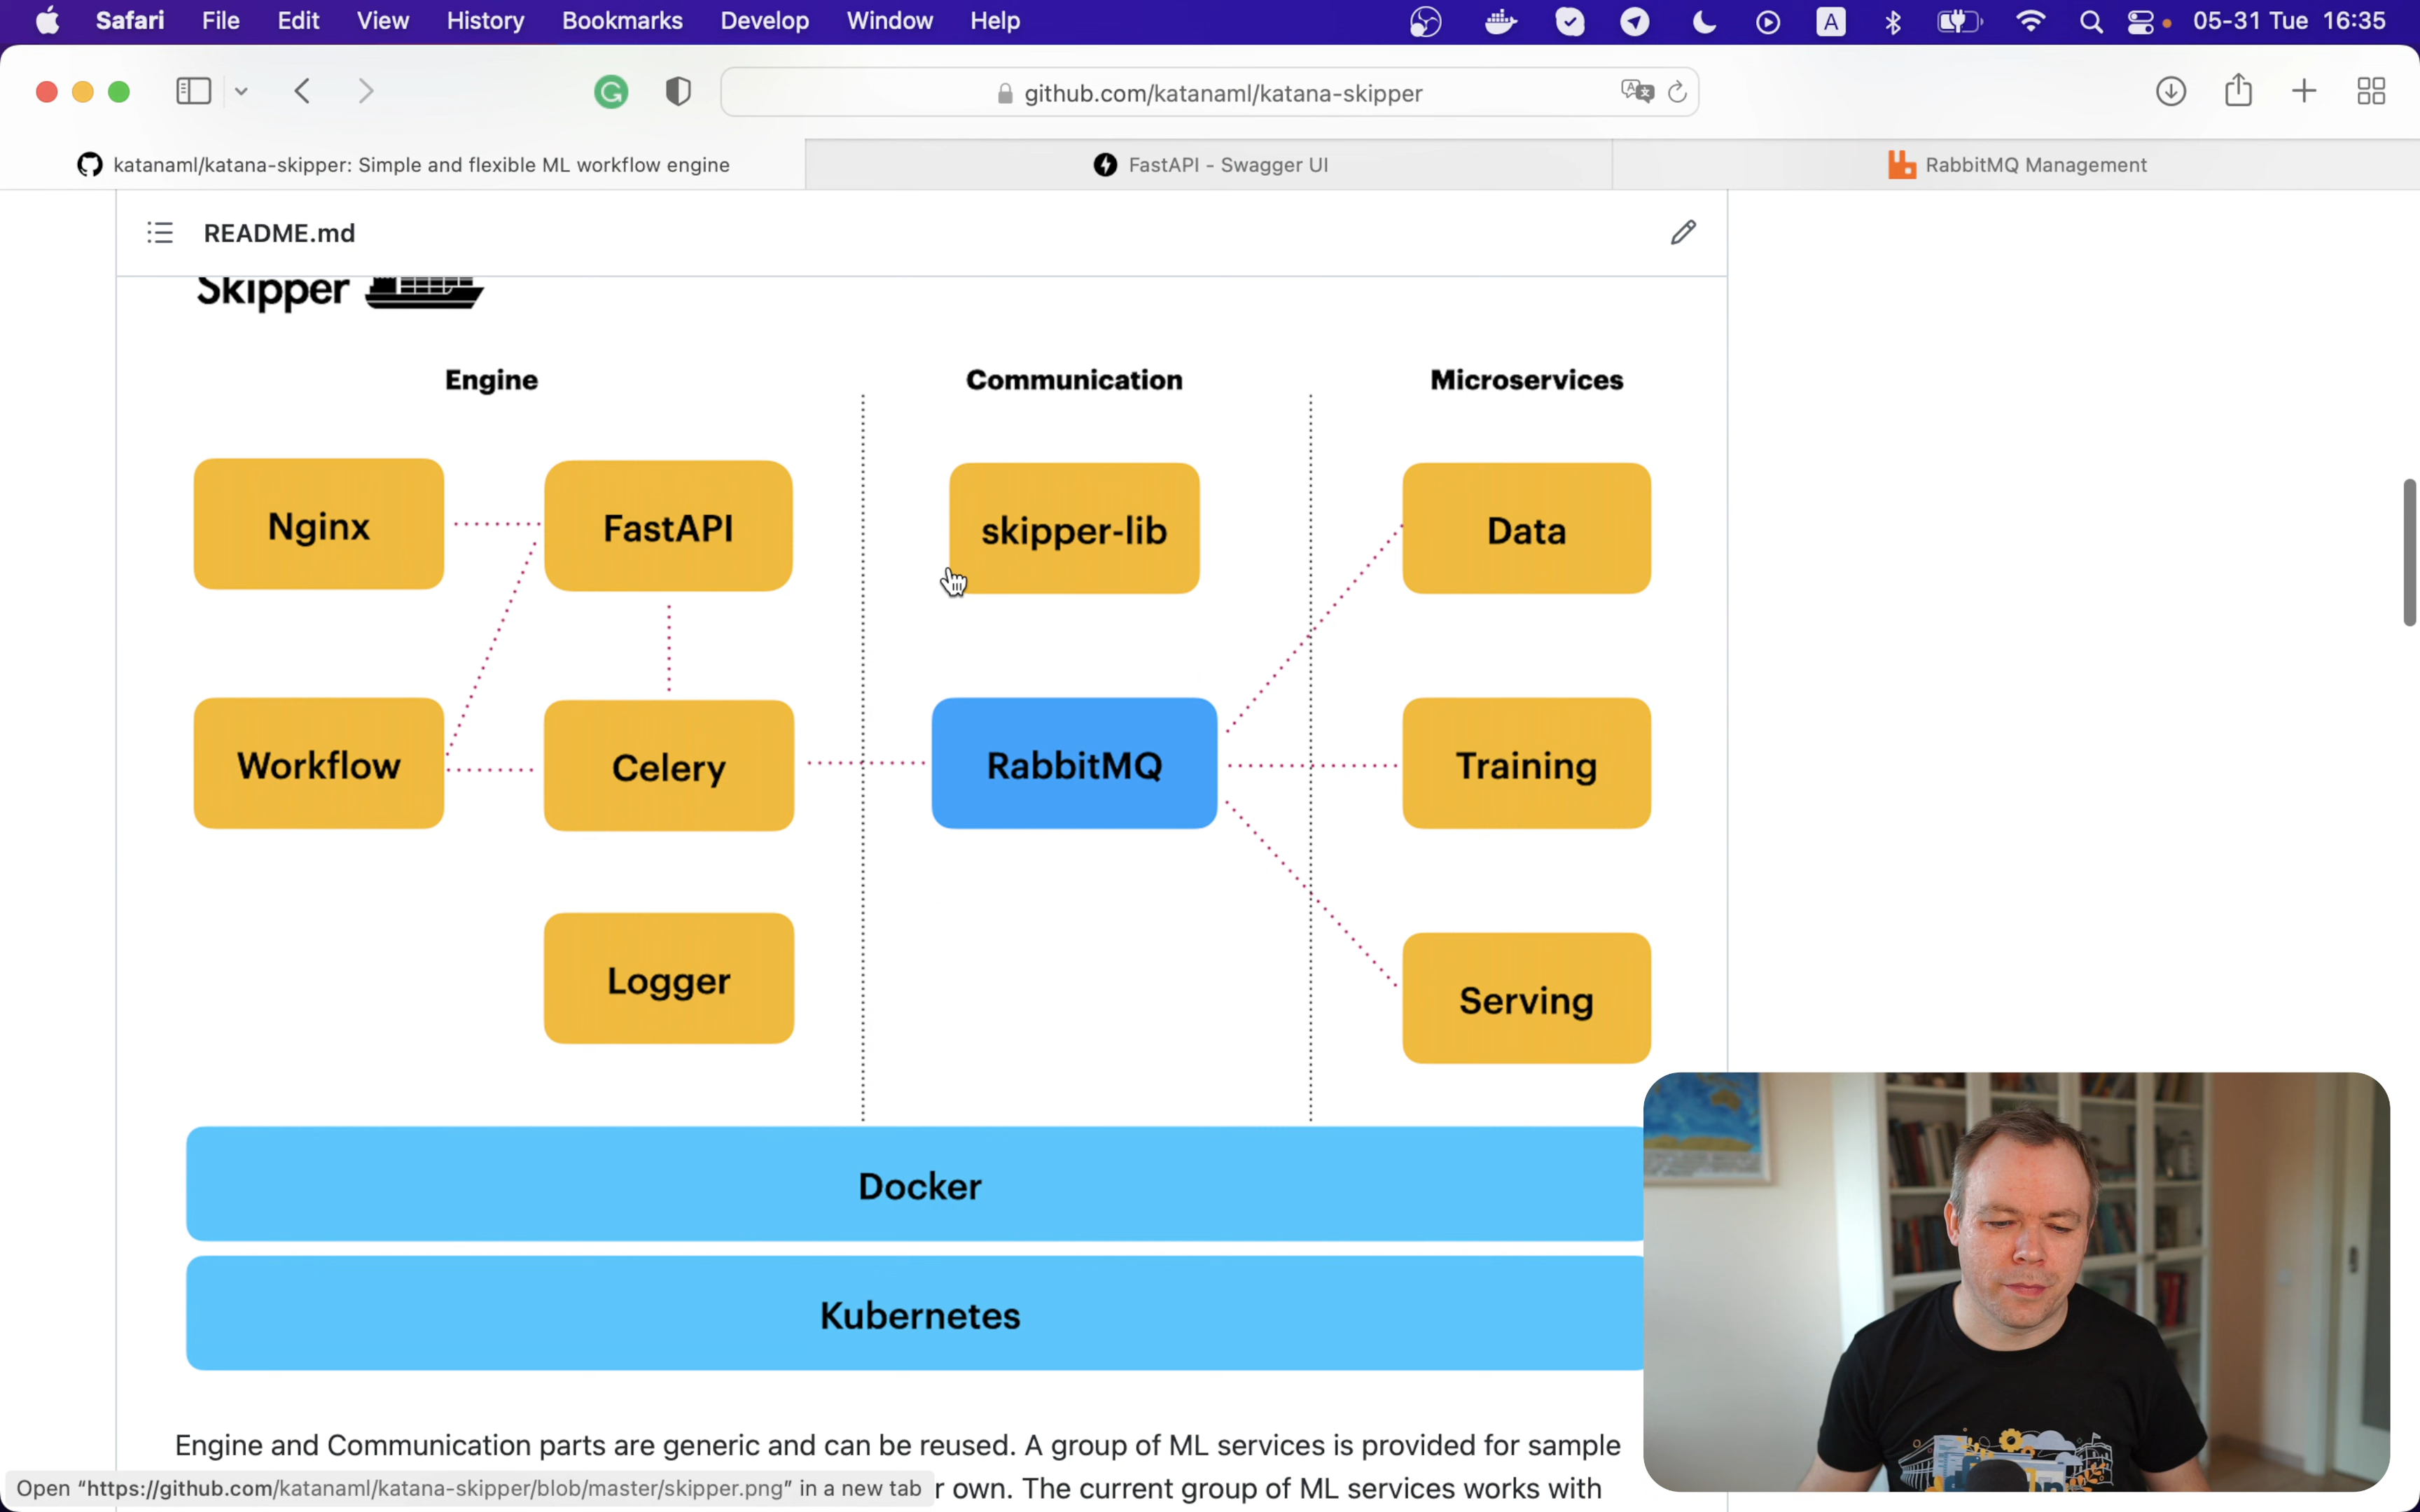 Safari File Edit View History Bookmarks Develop Window Help A 05-31 Tue 16:35
github.com/katanaml/katana-skipper
katanaml/katana-skipper: Simple and flexible ML workflow engine
FastAPI - Swagger UI
RabbitMQ Management
README.md
Skipper
Engine
Communication
Microservices
Nginx
FastAPI
skipper-lib
Data
Workflow
Celery
RabbitMQ
Training
Logger
Serving
Docker
Kubernetes
Engine and Communication parts are generic and can be reused. A group of ML services is provided for sample
r own. The current group of ML services works with
Open “https://github.com/katanaml/katana-skipper/blob/master/skipper.png” in a new tab